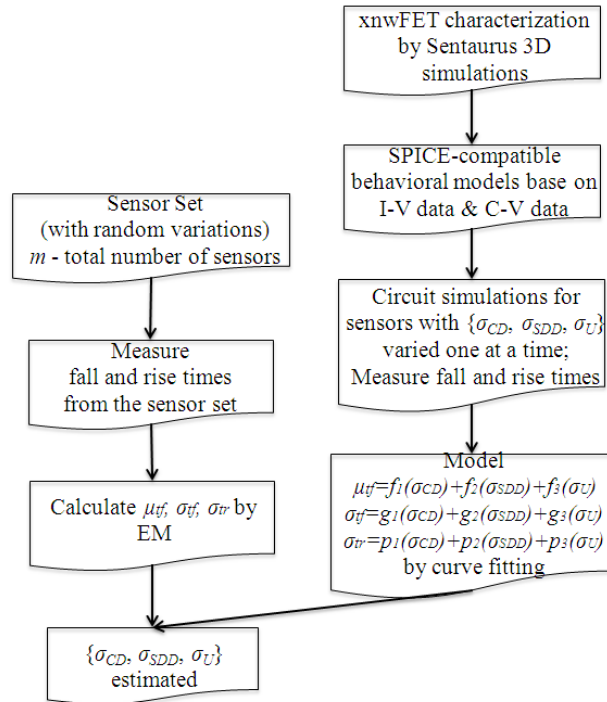 xnwFET characterization
by Sentaurus 3D
simulations
SPICE-compatible
behavioral models base on
I-V data & C-V data
Circuit simulations for
sensors with {σCD, σSDD, σU}
varied one at a time;
Measure fall and rise times
Model
μtf=f1(σCD)+f2(σSDD)+f3(σU)
σtf=g1(σCD)+g2(σSDD)+g3(σU)
σtr=p1(σCD)+p2(σSDD)+p3(σU)
by curve fitting
Sensor Set
(with random variations)
m - total number of sensors
Measure
fall and rise times
from the sensor set
Calculate μtf, σtf, σtr by
EM
{σCD, σSDD, σU}
estimated